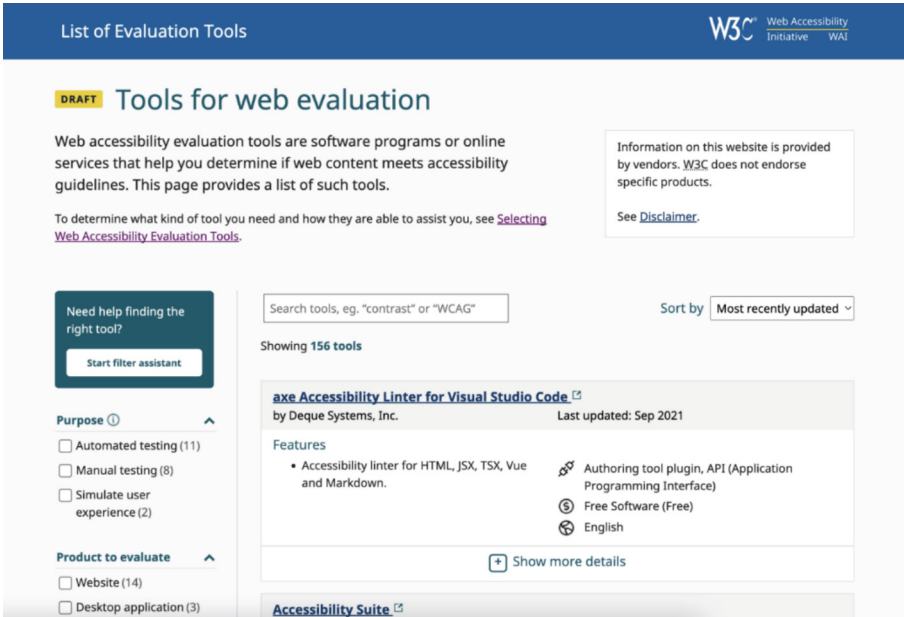 List of Evaluation Tools
W3C Web Accessibility
Initiative WAI
DRAFT Tools for web evaluation
Web accessibility evaluation tools are software programs or online
services that help you determine if web content meets accessibility
guidelines. This page provides a list of such tools.
To determine what kind of tool you need and how they are able to assist you, see Selecting
Web Accessibility Evaluation Tools.
Information on this website is provided
by vendors. W3C does not endorse
specific products.
See Disclaimer.
Need help finding the
right tool?
Start filter assistant
Purpose
Automated testing (11)
Manual testing (8)
Simulate user
experience (2)
Product to evaluate
Website (14)
Desktop application (3)
Search tools, eg. “contrast” or “WCAG”
Sort by Most recently updated
Showing 156 tools
axe Accessibility Linter for Visual Studio Code
by Deque Systems, Inc.
Last updated: Sep 2021
Features
• Accessibility linter for HTML, JSX, TSX, Vue
and Markdown.
Authoring tool plugin, API (Application
Programming Interface)
Free Software (Free)
English
Show more details
Accessibility Suite